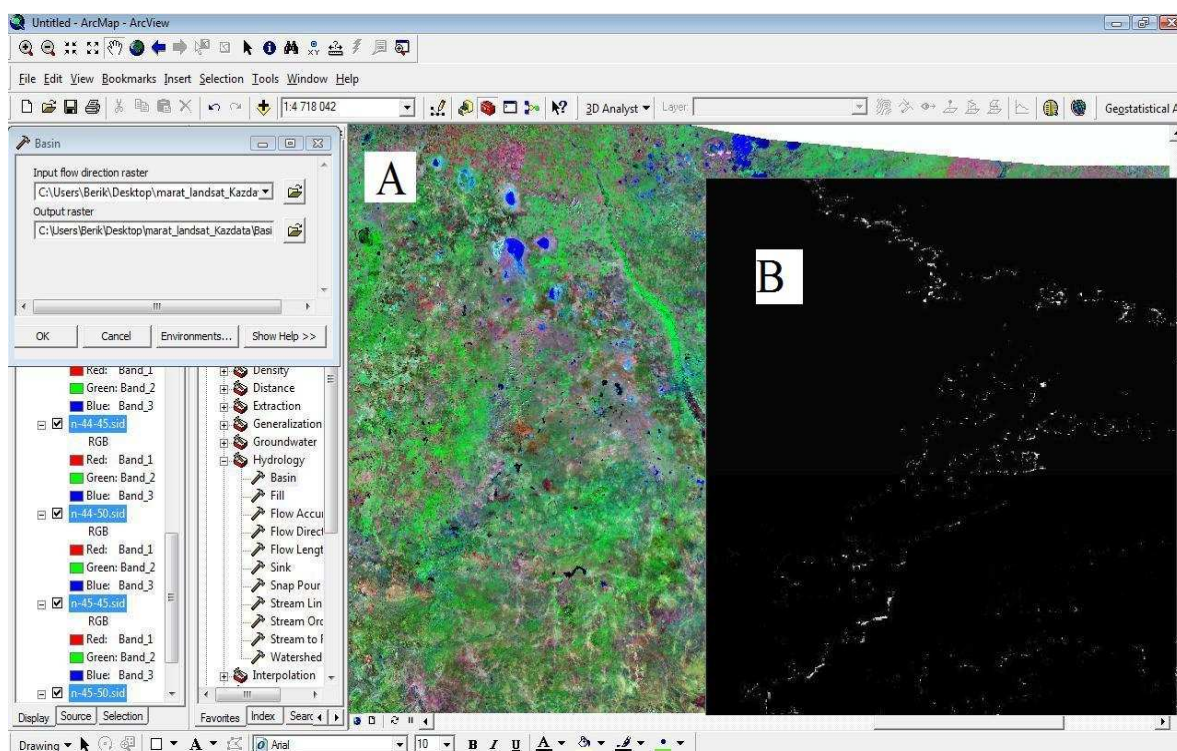 Untitled - ArcMap - ArcView
File Edit View Bookmarks Insert Selection Tools Window Help
1:4 718 042
3D Analyst
Layer:
Geostatistical A
Basin
Input flow direction raster
C:\Users\Berik\Desktop\marat_landsat_Kazda
Output raster
C:\Users\Berik\Desktop\marat_landsat_Kazdata\Basi
OK Cancel Environments... Show Help >>
A
B
Red: Band_1
Green: Band_2
Blue: Band_3
n-44-45.sid
RGB
Red: Band_1
Green: Band_2
Blue: Band_3
n-44-50.sid
RGB
Red: Band_1
Green: Band_2
Blue: Band_3
n-45-45.sid
RGB
Red: Band_1
Green: Band_2
Blue: Band_3
n-45-50.sid
Display Source Selection
Density
Distance
Extraction
Generalization
Groundwater
Hydrology
Basin
Fill
Flow Accur
Flow Direct
Flow Lengt
Sink
Snap Pour
Stream Lin
Stream Orc
Stream to F
Watershed
Interpolation
Favorites Index Searc
Drawing
A
Arial
10
B I U
A